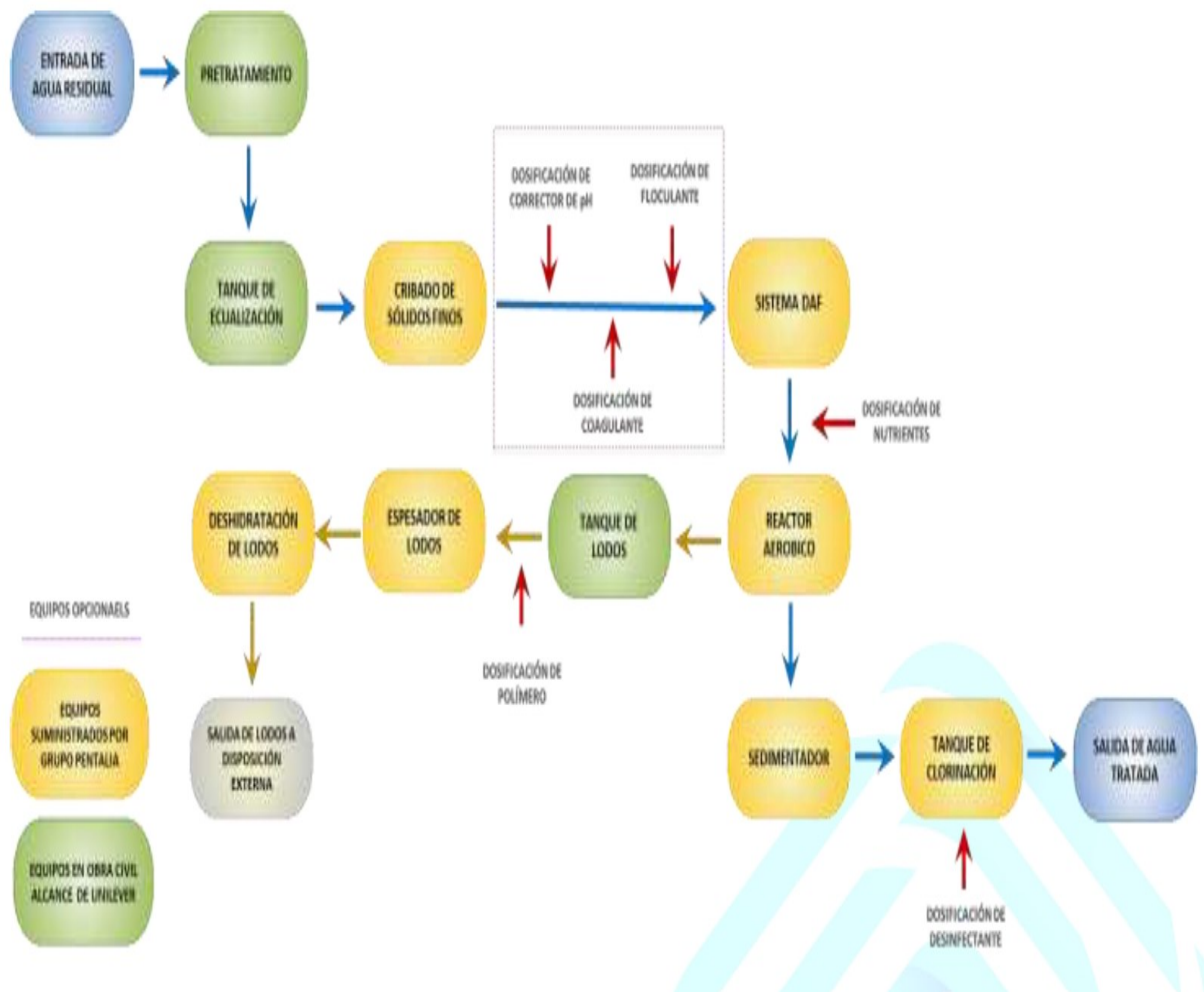 ENTRADA DE
AGUA RESIDUAL
PRETRATAMIENTO
DOSIFICACIÓN DE
CORRECTOR DE pH
DOSIFICACIÓN DE
FLOCULANTE
TANQUE DE
ECUALIZACIÓN
CRIBADO DE
SÓLIDOS FINOS
SISTEMA DAF
DOSIFICACIÓN DE
COAGULANTE
DOSIFICACIÓN DE
NUTRIENTES
DESHIDRATACIÓN
DE LODOS
ESPESADOR DE
LODOS
TANQUE DE
LODOS
REACTOR
AEROBICO
EQUIPOS OPCIONAELS
DOSIFICACIÓN DE
POLÍMERO
EQUIPOS
SUMINISTRADOS POR
GRUPO PENTALIA
SALIDA DE LODOS A
DISPOSICIÓN
EXTERNA
SEDIMENTADOR
TANQUE DE
CLORINACIÓN
SALIDA DE AGUA
TRATADA
EQUIPOS EN OBRA CIVIL
ALCANCE DE UNILEVER
DOSIFICACIÓN DE
DESINFECTANTE